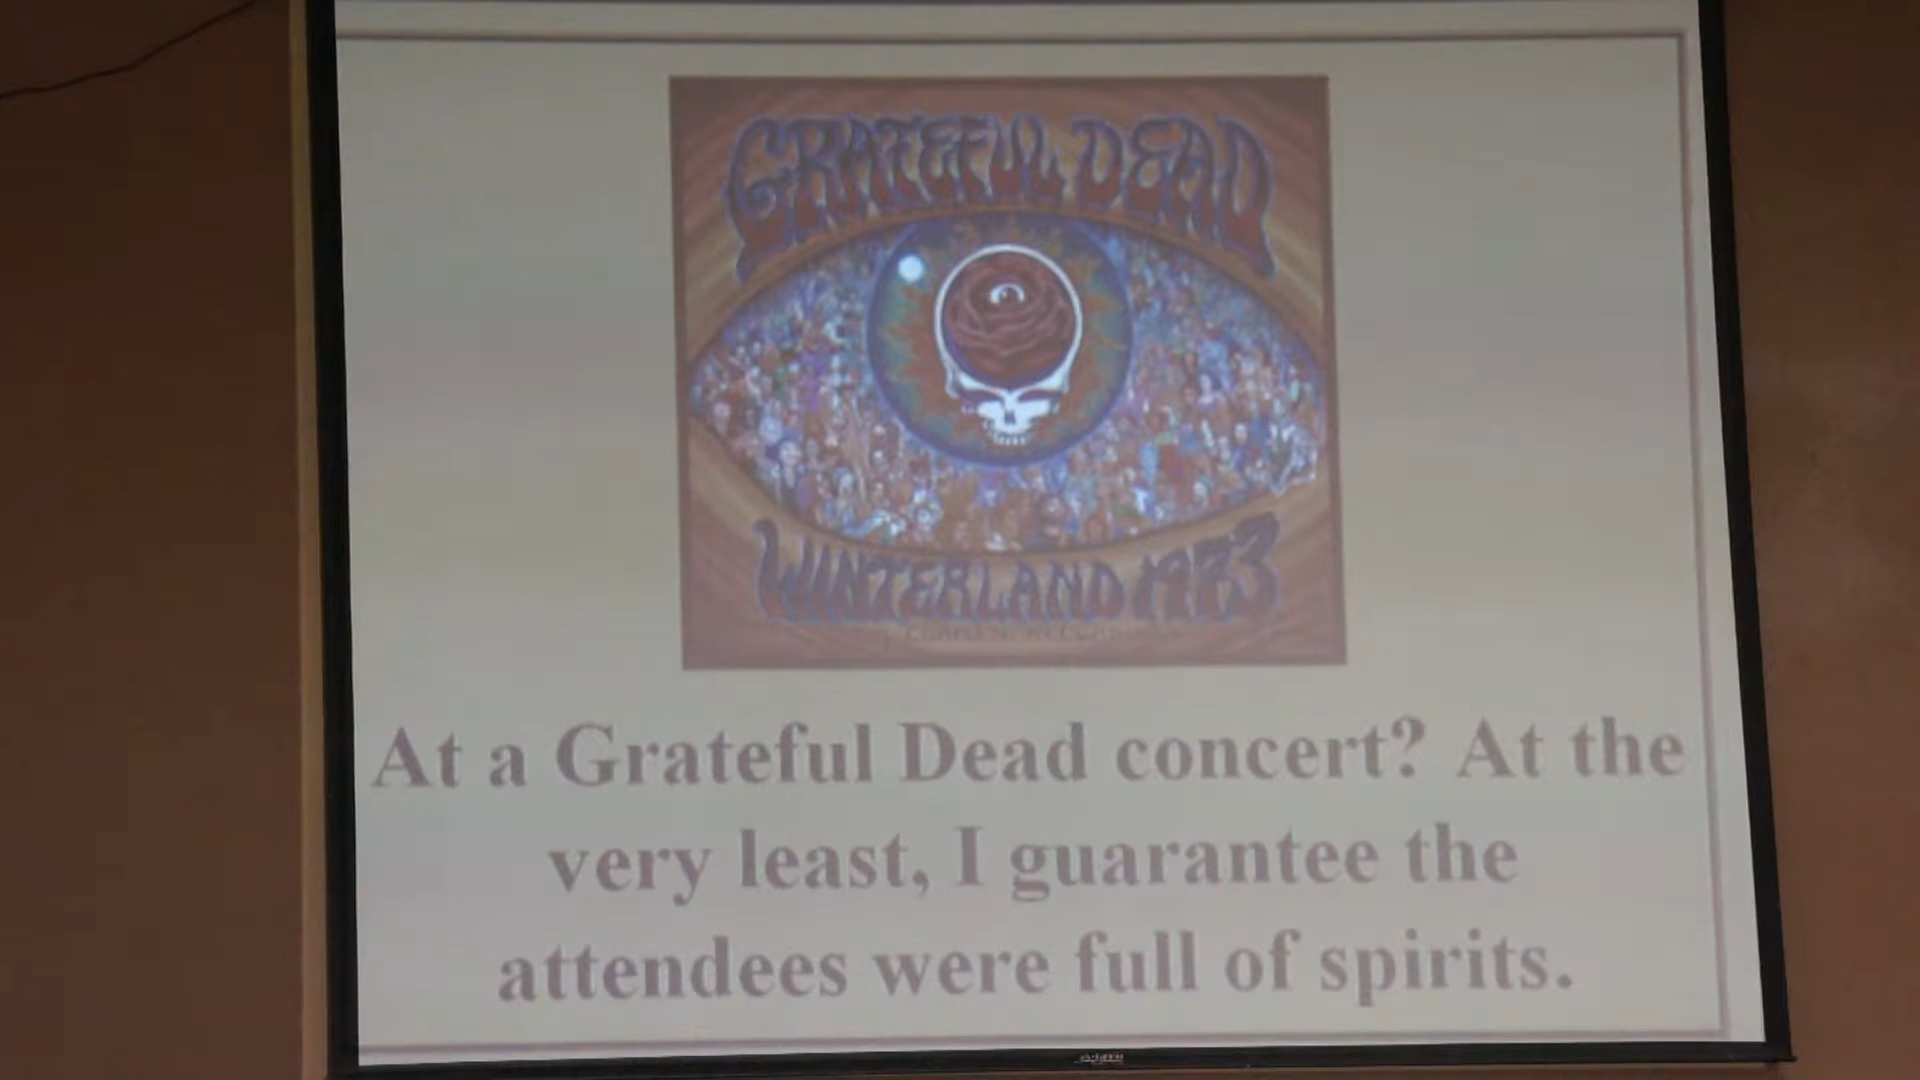 GRATEFUL DEAD
WINTERLAND 1973
At a Grateful Dead concert? At the
very least, I guarantee the
attendees were full of spirits.